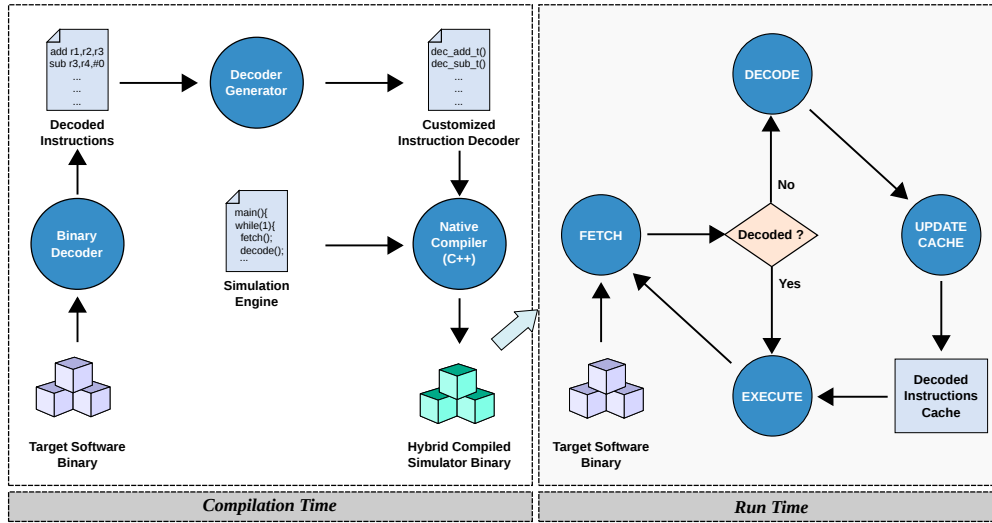 add r1,r2,r3
sub r3,r4,#0
...
...
...
Decoded
Instructions
Decoder
Generator
dec_add_t()
dec_sub_t()
...
...
...
Customized
Instruction Decoder
Binary
Decoder
main(){
while(1){
fetch();
decode();
...
Simulation
Engine
Native
Compiler
(C++)
Target Software
Binary
Hybrid Compiled
Simulator Binary
Compilation Time
DECODE
No
FETCH
Decoded ?
UPDATE
CACHE
Yes
EXECUTE
Decoded
Instructions
Cache
Target Software
Binary
Run Time